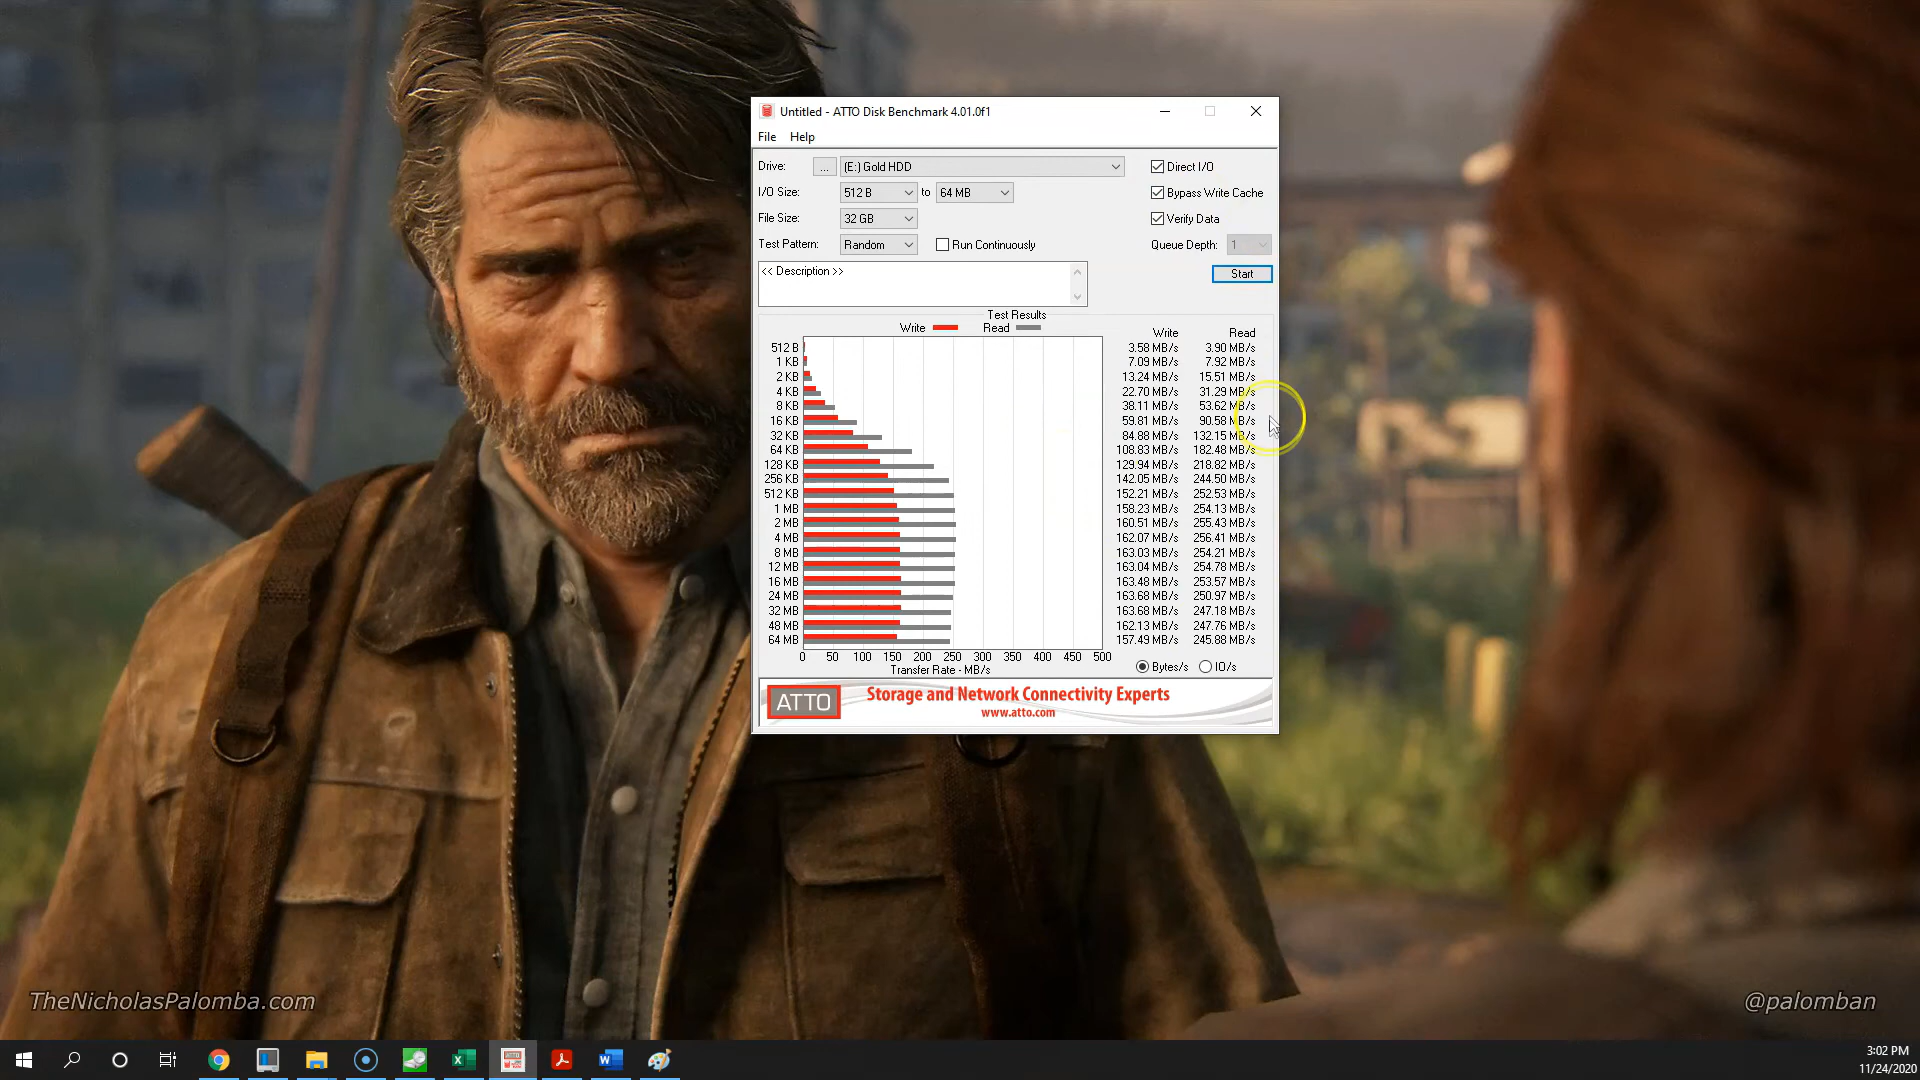 Untitled - ATTO Disk Benchmark 4.01.0f1
File Help
Drive: ... (E:) Gold HDD Direct I/O
I/O Size: 512 B to 64 MB Bypass Write Cache
File Size: 32 GB Verify Data
Test Pattern: Random Run Continuously Queue Depth: 1
<< Description >> Start
Test Results
Write Read
Write Read
512 B 3.58 MB/s 3.90 MB/s
1 KB 7.09 MB/s 7.92 MB/s
2 KB 13.24 MB/s 15.51 MB/s
4 KB 22.70 MB/s 31.29 MB/s
8 KB 38.11 MB/s 53.62 MB/s
16 KB 59.81 MB/s 90.58 MB/s
32 KB 84.88 MB/s 132.15 MB/s
64 KB 108.83 MB/s 182.48 MB/s
128 KB 129.94 MB/s 218.82 MB/s
256 KB 142.05 MB/s 244.50 MB/s
512 KB 152.21 MB/s 252.53 MB/s
1 MB 158.23 MB/s 254.13 MB/s
2 MB 160.51 MB/s 255.43 MB/s
4 MB 162.07 MB/s 256.41 MB/s
8 MB 163.03 MB/s 254.21 MB/s
12 MB 163.04 MB/s 254.78 MB/s
16 MB 163.48 MB/s 253.57 MB/s
24 MB 163.68 MB/s 250.97 MB/s
32 MB 163.68 MB/s 247.18 MB/s
48 MB 162.13 MB/s 247.76 MB/s
64 MB 157.49 MB/s 245.88 MB/s
0 50 100 150 200 250 300 350 400 450 500
Transfer Rate - MB/s Bytes/s IO/s
ATTO Storage and Network Connectivity Experts
www.atto.com
TheNicholasPalomba.com @palomban
3:02 PM
11/24/2020